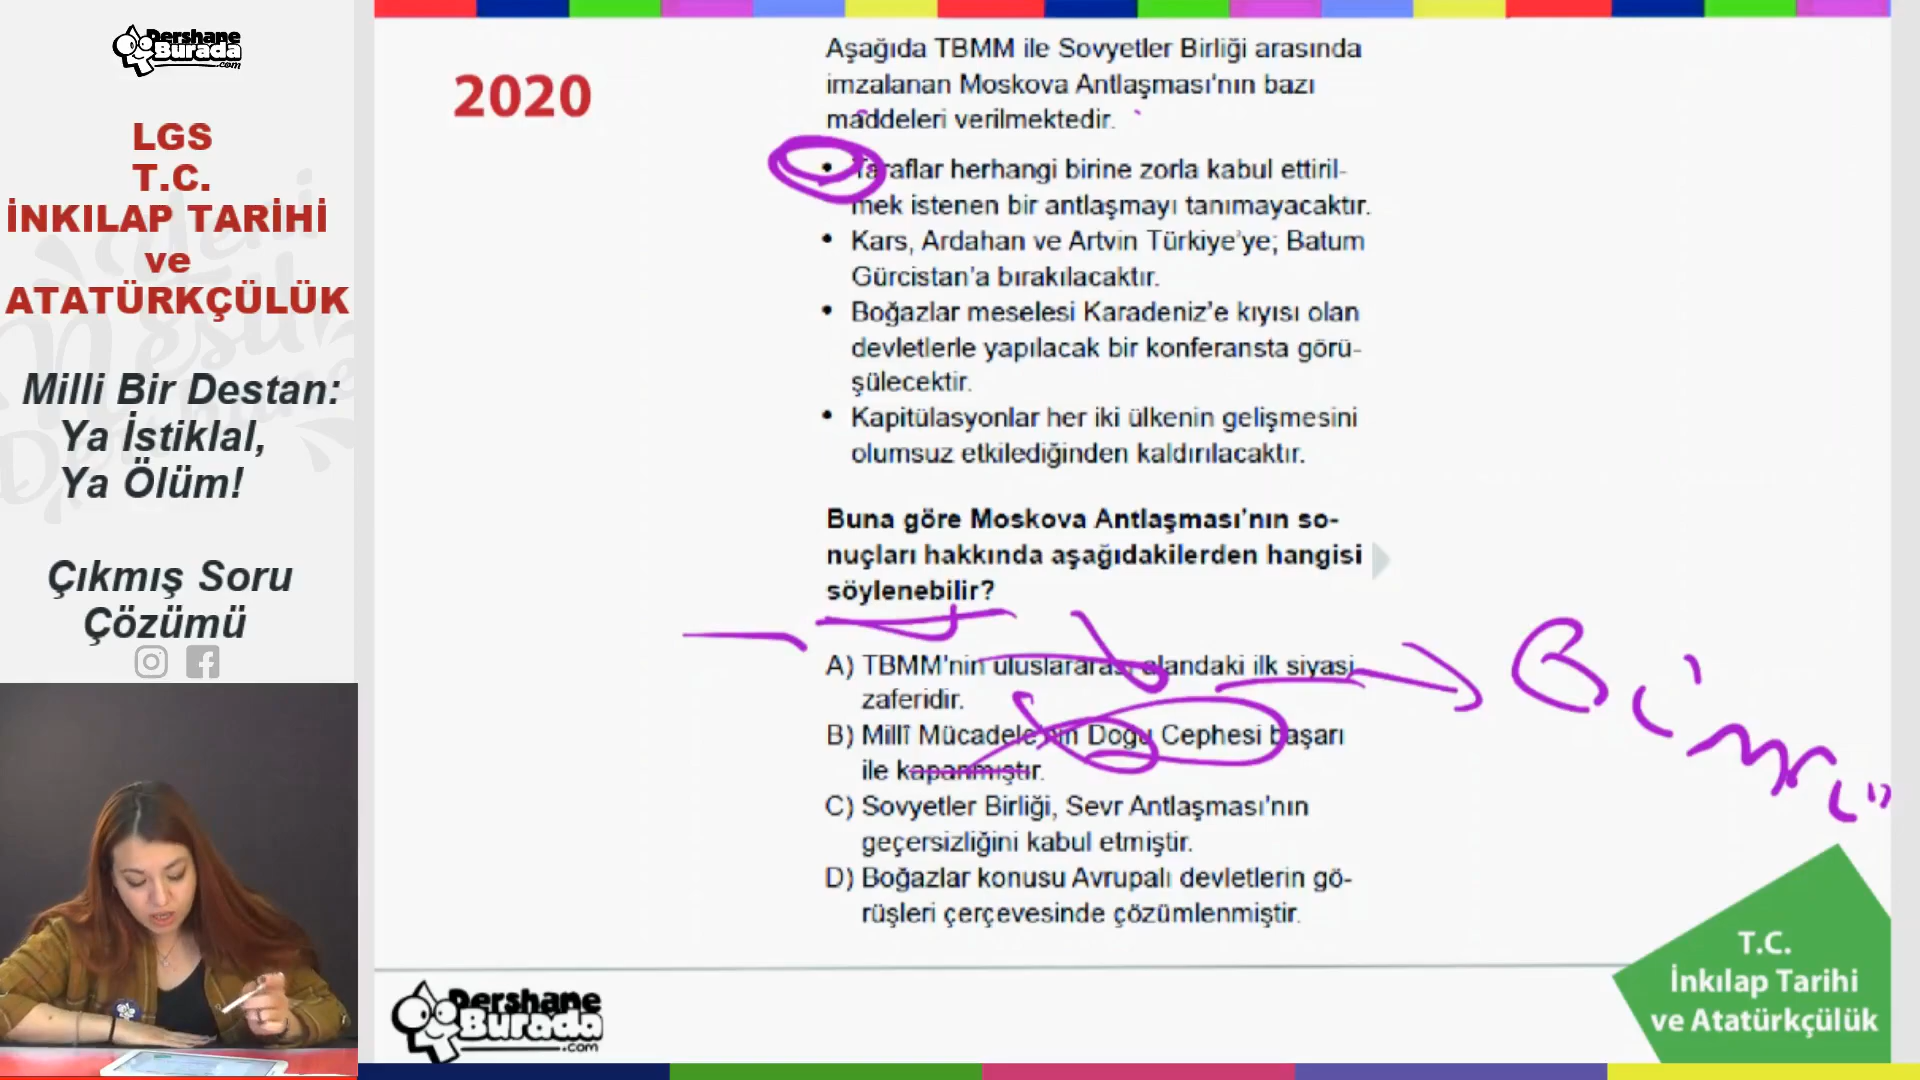 Dershane
Burada
.com
LGS
T.C.
İNKILAP TARİHİ
ve
ATATÜRKÇÜLÜK
Milli Bir Destan:
Ya İstiklal,
Ya Ölüm!
Çıkmış Soru
Çözümü
2020
Aşağıda TBMM ile Sovyetler Birliği arasında
imzalanan Moskova Antlaşması'nın bazı
maddeleri verilmektedir.
• Taraflar herhangi birine zorla kabul ettiril-
mek istenen bir antlaşmayı tanımayacaktır.
• Kars, Ardahan ve Artvin Türkiye'ye; Batum
Gürcistan'a bırakılacaktır.
• Boğazlar meselesi Karadeniz'e kıyısı olan
devletlerle yapılacak bir konferansta görü-
şülecektir.
• Kapitülasyonlar her iki ülkenin gelişmesini
olumsuz etkilediğinden kaldırılacaktır.
Buna göre Moskova Antlaşması'nın so-
nuçları hakkında aşağıdakilerden hangisi
söylenebilir?
A) TBMM'nin uluslararası alandaki ilk siyasi
zaferidir.
B) Millî Mücadele'nin Doğu Cephesi başarı
ile kapanmıştır.
C) Sovyetler Birliği, Sevr Antlaşması'nın
geçersizliğini kabul etmiştir.
D) Boğazlar konusu Avrupalı devletlerin gö-
rüşleri çerçevesinde çözümlenmiştir.
T.C.
İnkılap Tarihi
ve Atatürkçülük
Dershane
Burada
.com